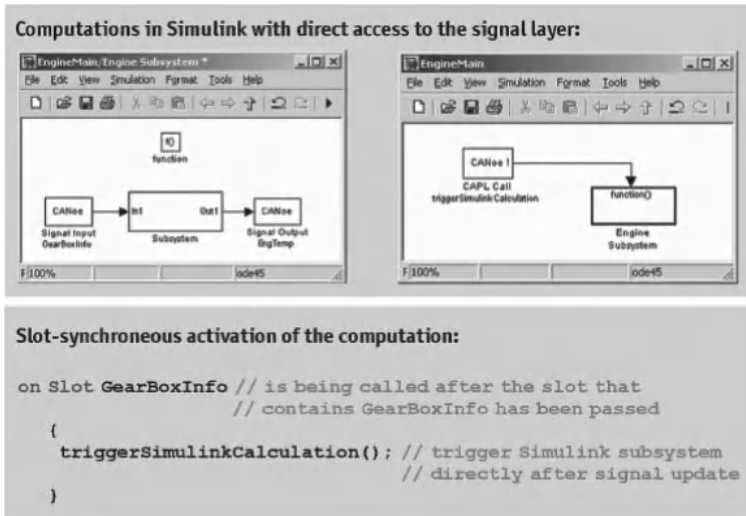 Computations in Simulink with direct access to the signal layer:
EngineMain/Engine Subsystem *
File Edit View Simulation Format Tools Help
f()
function
CANoe
In1
Out1
CANoe
Signal Input
GearBoxInfo
Subsystem
Signal Output
EngTemp
F 100%
ode45
EngineMain
File Edit View Simulation Format Tools Help
CANoe !
CAPL Call
triggerSimulinkCalculation
function()
Engine
Subsystem
F 100%
ode45
Slot-synchroneous activation of the computation:
on Slot GearBoxInfo // is being called after the slot that
// contains GearBoxInfo has been passed
{
triggerSimulinkCalculation(); // trigger Simulink subsystem
// directly after signal update
}